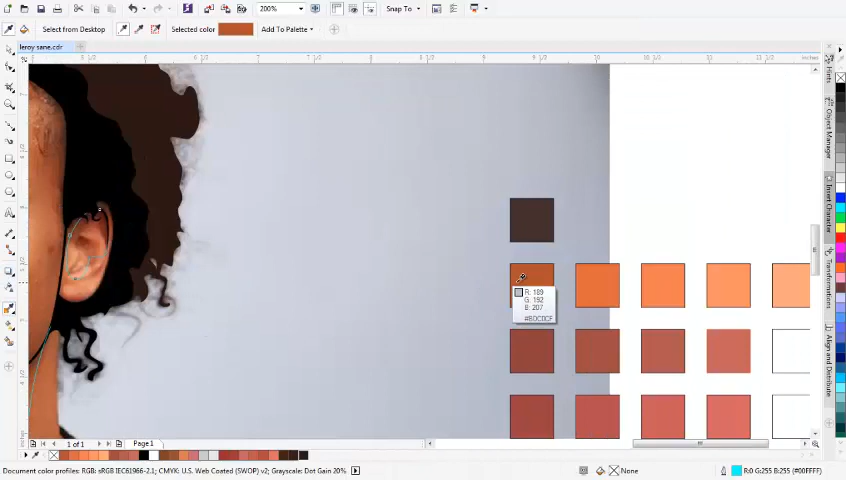 200%
Snap To
Select from Desktop
Selected color
Add To Palette
leroy sane.cdr
inches
Hints
Object Manager
Insert Character
Transformations
Align and Distribute
R: 189
G: 192
B: 207
#BDC0CF
1 of 1
Page 1
Document color profiles: RGB: sRGB IEC61966-2.1; CMYK: U.S. Web Coated (SWOP) v2; Grayscale: Dot Gain 20%
None
R:0 G:255 B:255 (#00FFFF)